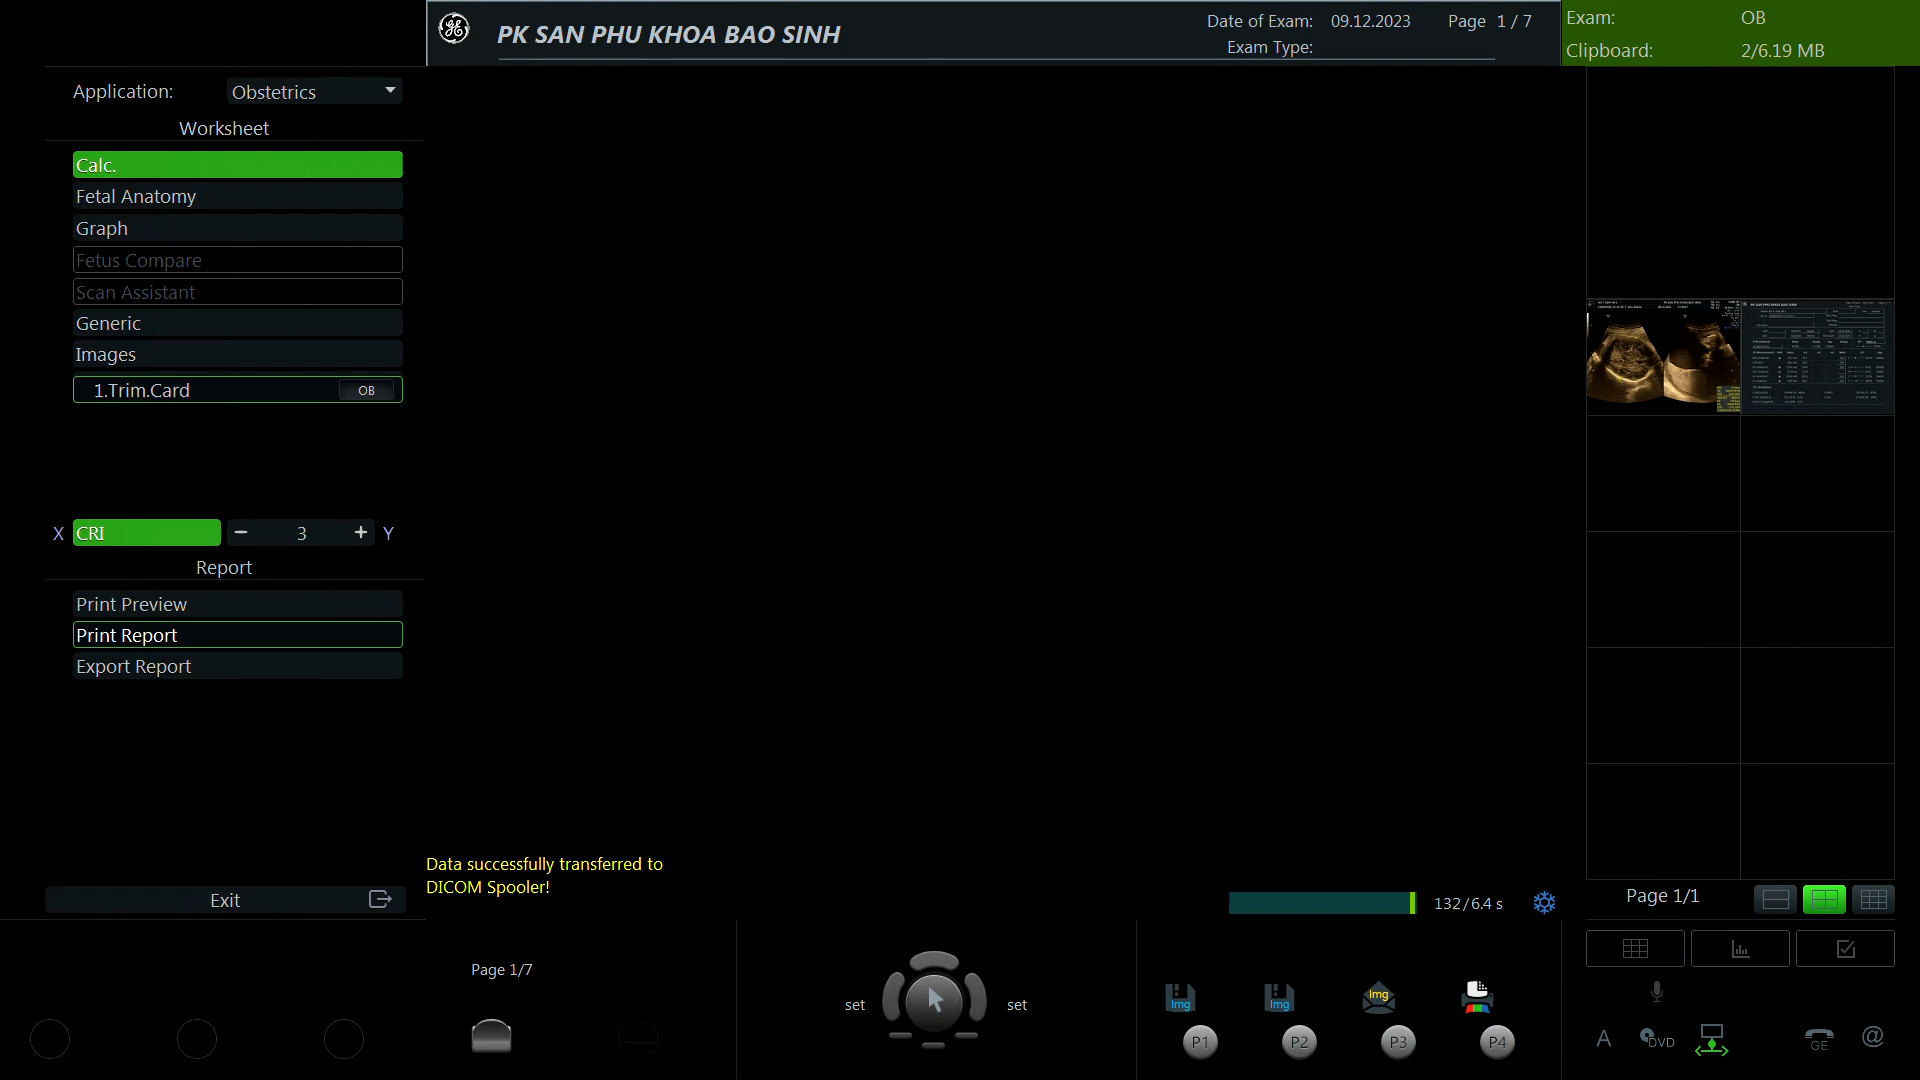 PK SAN PHU KHOA BAO SINH
Date of Exam: 09.12.2023 Page 1 / 7
Exam Type:
Exam: OB
Clipboard: 2/6.19 MB
Application: Obstetrics
Worksheet
Calc.
Fetal Anatomy
Graph
Fetus Compare
Scan Assistant
Generic
Images
1.Trim.Card OB
X CRI − 3 + Y
Report
Print Preview
Print Report
Export Report
Exit
Data successfully transferred to
DICOM Spooler!
132/6.4 s
Page 1/1
Page 1/7
set set
Img Img Img
P1 P2 P3 P4
A DVD GE @